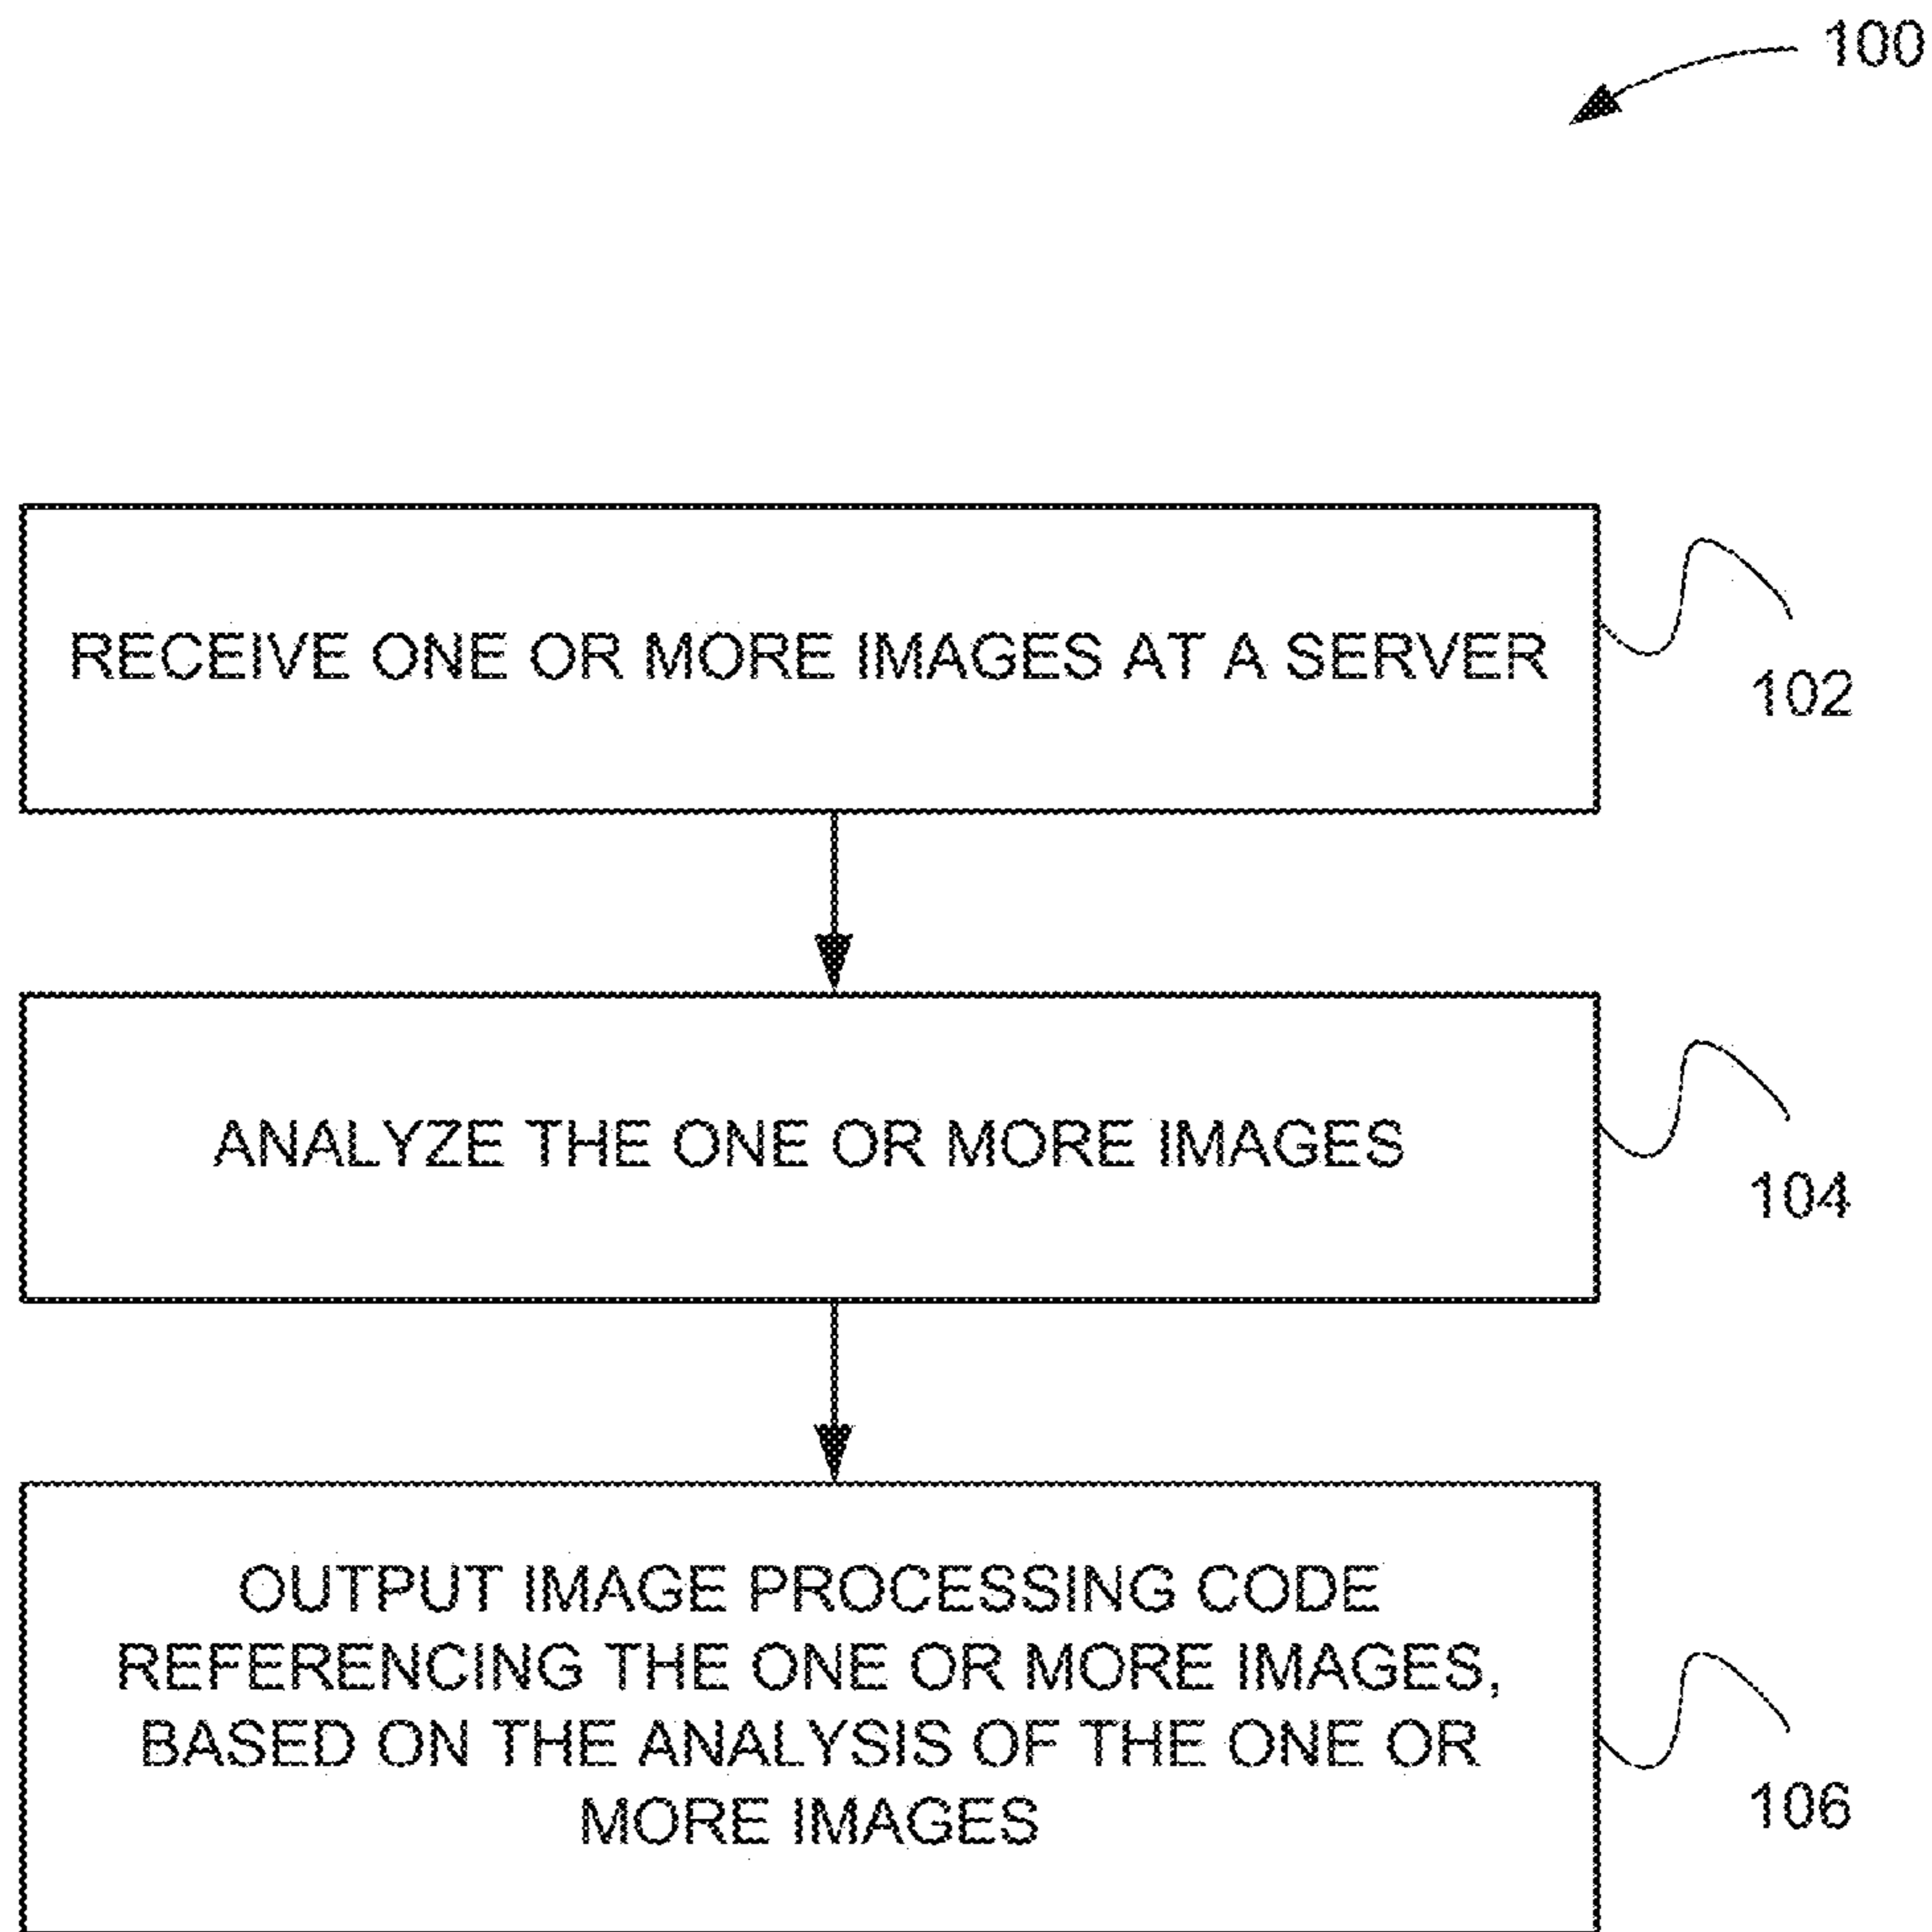 100
RECEIVE ONE OR MORE IMAGES AT A SERVER
102
ANALYZE THE ONE OR MORE IMAGES
104
OUTPUT IMAGE PROCESSING CODE
REFERENCING THE ONE OR MORE IMAGES,
BASED ON THE ANALYSIS OF THE ONE OR
MORE IMAGES
106